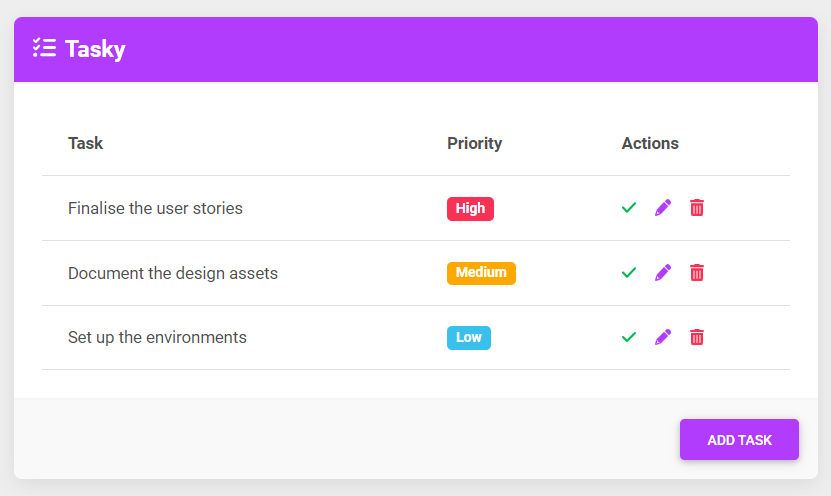 Tasky
Task Priority Actions
Finalise the user stories High
Document the design assets Medium
Set up the environments Low
ADD TASK